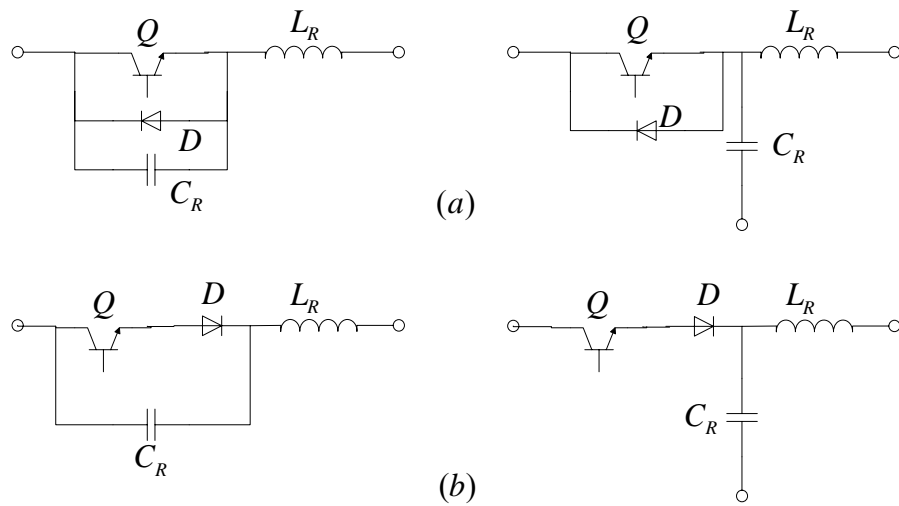 Q L_R Q L_R
D D
C_R C_R
(a)
Q D L_R Q D L_R
C_R C_R
(b)